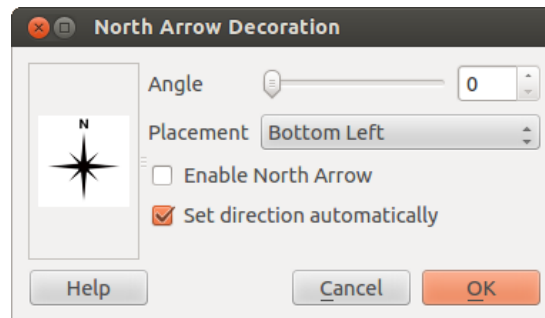 North Arrow Decoration
Angle 0
N
Placement Bottom Left
Enable North Arrow
Set direction automatically
Help Cancel OK